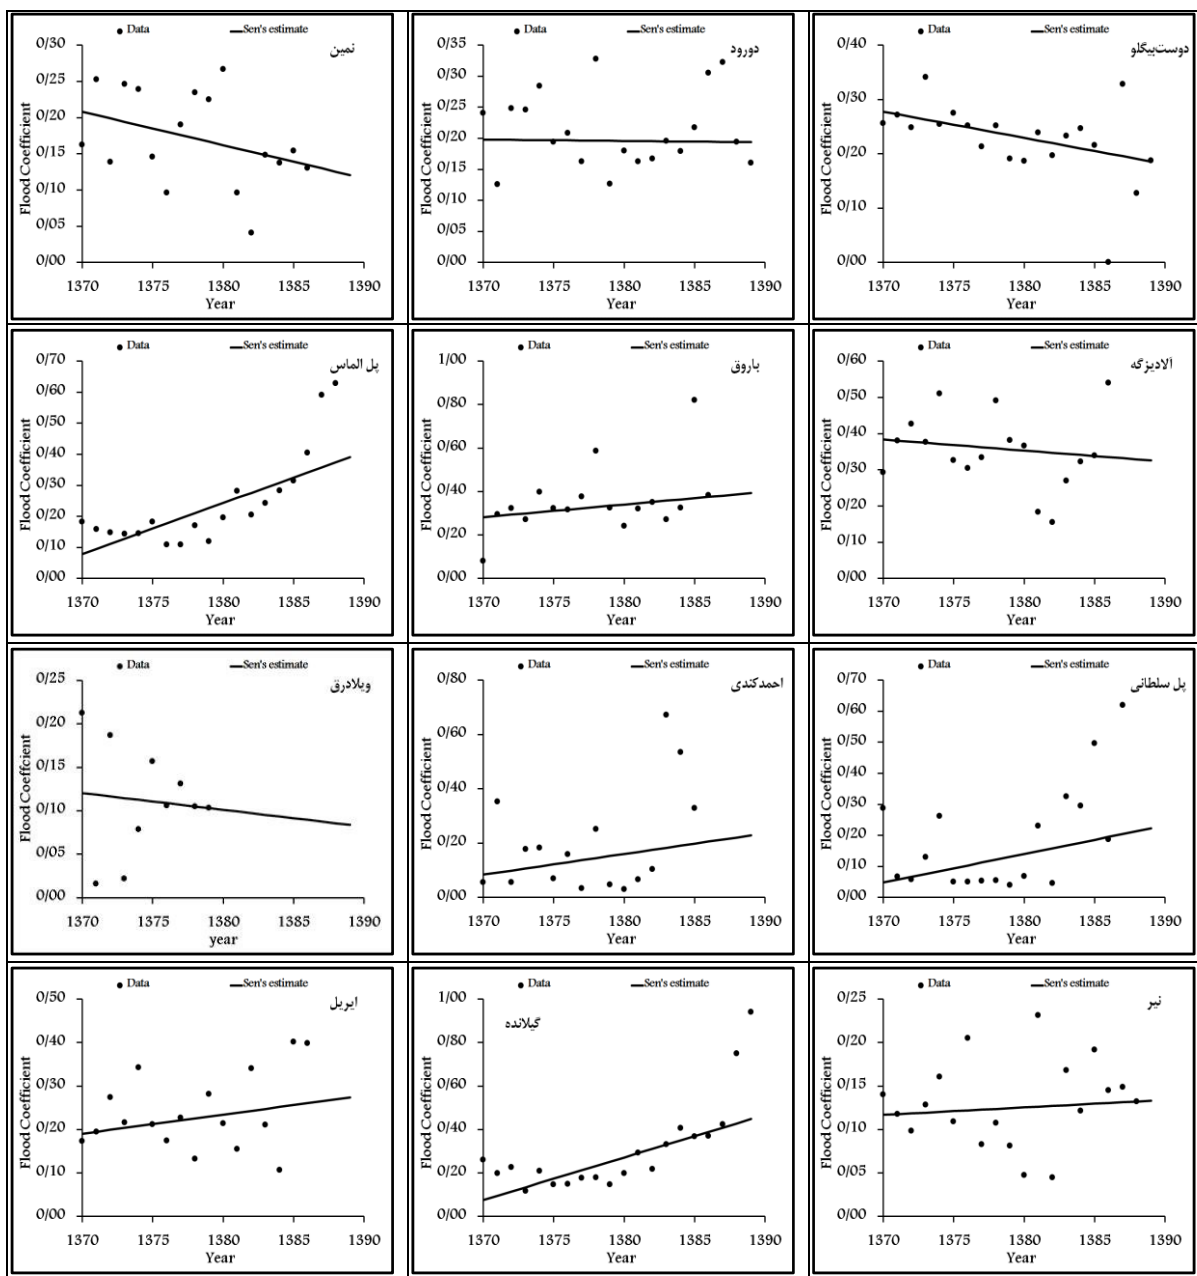 Data Sen's estimate
نمین
0/30
0/25
0/20
0/15
0/10
0/05
0/00
Flood Coefficient
1370 1375 1380 1385 1390
Year
Data Sen's estimate
دورود
0/35
0/30
0/25
0/20
0/15
0/10
0/05
0/00
Flood Coefficient
1370 1375 1380 1385 1390
Year
Data Sen's estimate
دوست‌بیگلو
0/40
0/30
0/20
0/10
0/00
Flood Coefficient
1370 1375 1380 1385 1390
Year
Data Sen's estimate
پل الماس
0/70
0/60
0/50
0/40
0/30
0/20
0/10
0/00
Flood Coefficient
1370 1375 1380 1385 1390
Year
Data Sen's estimate
باروق
1/00
0/80
0/60
0/40
0/20
0/00
Flood Coefficient
1370 1375 1380 1385 1390
Year
Data Sen's estimate
آلادیزگه
0/60
0/50
0/40
0/30
0/20
0/10
0/00
Flood Coefficient
1370 1375 1380 1385 1390
Year
Data Sen's estimate
ویلادرق
0/25
0/20
0/15
0/10
0/05
0/00
Flood Coefficient
1370 1375 1380 1385 1390
year
Data Sen's estimate
احمدکندی
0/80
0/60
0/40
0/20
0/00
Flood Coefficient
1370 1375 1380 1385 1390
Year
Data Sen's estimate
پل سلطانی
0/70
0/60
0/50
0/40
0/30
0/20
0/10
0/00
Flood Coefficient
1370 1375 1380 1385 1390
Year
Data Sen's estimate
ایریل
0/50
0/40
0/30
0/20
0/10
0/00
Flood Coefficient
1370 1375 1380 1385 1390
Year
Data Sen's estimate
گیلانده
1/00
0/80
0/60
0/40
0/20
0/00
Flood Coefficient
1370 1375 1380 1385 1390
Year
Data Sen's estimate
نیر
0/25
0/20
0/15
0/10
0/05
0/00
Flood Coefficient
1370 1375 1380 1385 1390
Year